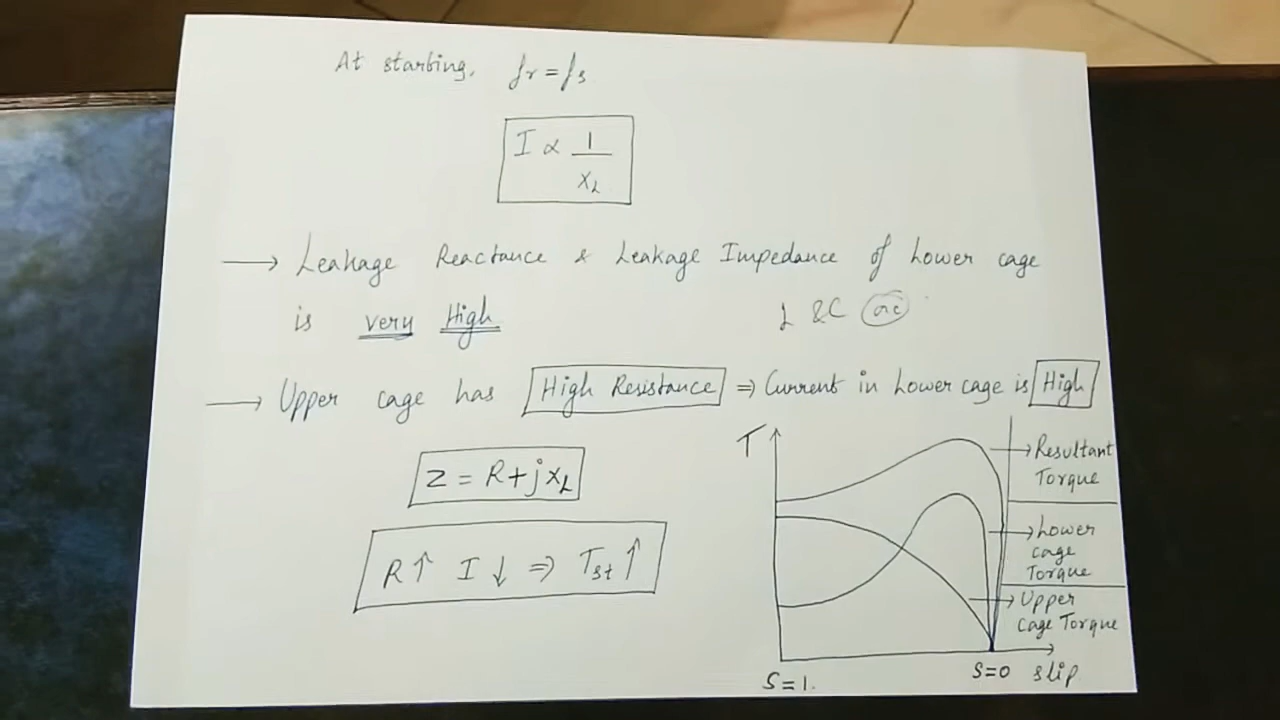 At starting, fr = fs
I ∝ 1/XL
→ Leakage Reactance & Leakage Impedance of Lower cage
is very High
L & C
→ Upper cage has High Resistance ⇒ Current in Lower cage is High
Z = R + jXL
R↑ I↓ ⇒ Tst↑
T
Resultant
Torque
Lower
cage
Torque
Upper
cage Torque
S=1.
S=0 slip